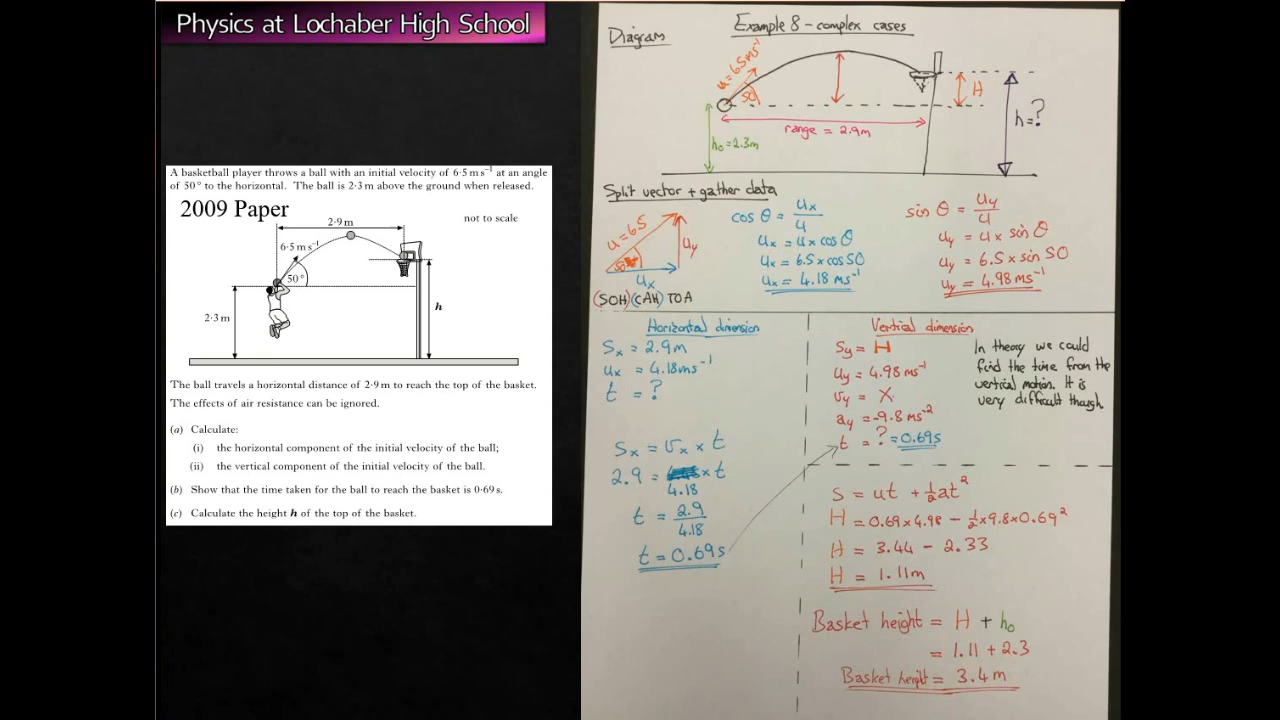 Physics at Lochaber High School
A basketball player throws a ball with an initial velocity of 6·5 m s⁻¹ at an angle
of 50° to the horizontal. The ball is 2·3 m above the ground when released.
2009 Paper
2·9 m
not to scale
6·5 m s⁻¹
50°
2·3 m
h
The ball travels a horizontal distance of 2·9 m to reach the top of the basket.
The effects of air resistance can be ignored.
(a) Calculate:
(i) the horizontal component of the initial velocity of the ball;
(ii) the vertical component of the initial velocity of the ball.
(b) Show that the time taken for the ball to reach the basket is 0·69 s.
(c) Calculate the height h of the top of the basket.
Example 8 - complex cases
Diagram
u=6.5ms⁻¹
50°
H
h=?
range = 2.9m
h₀=2.3m
Split vector + gather data
u=6.5
uy
ux
(SOH)(CAH) TOA
cos θ = ux/u
ux = u x cos θ
ux = 6.5 x cos 50
ux = 4.18 ms⁻¹
sin θ = uy/u
uy = u x sin θ
uy = 6.5 x sin 50
uy = 4.98 ms⁻¹
Horizontal dimension
Sx = 2.9m
ux = 4.18ms⁻¹
t = ?
Sx = vx x t
2.9 = x t
4.18
t = 2.9/4.18
t = 0.69s
Vertical dimension
Sy = H
uy = 4.98 ms⁻¹
vy = X
ay = -9.8 ms⁻²
t = ? = 0.69s
In theory we could
find the time from the
vertical motion. It is
very difficult though
s = ut + ½at²
H = 0.69x4.98 - ½x9.8x0.69²
H = 3.44 - 2.33
H = 1.11m
Basket height = H + h₀
= 1.11 + 2.3
Basket height = 3.4m